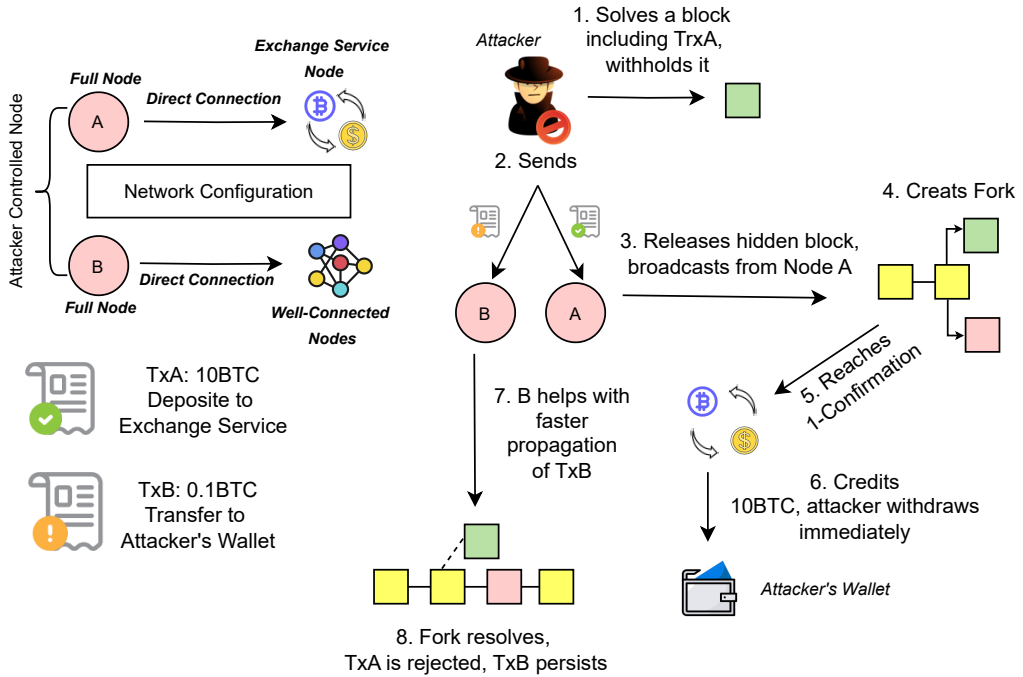 Attacker Controlled Node
Full Node
A
Direct Connection
Exchange Service
Node
Network Configuration
B
Full Node
Direct Connection
Well-Connected
Nodes
TxA: 10BTC
Deposite to
Exchange Service
TxB: 0.1BTC
Transfer to
Attacker's Wallet
Attacker
1. Solves a block
including TrxA,
withholds it
2. Sends
B
A
3. Releases hidden block,
broadcasts from Node A
4. Creats Fork
5. Reaches
1-Confirmation
6. Credits
10BTC, attacker withdraws
immediately
Attacker's Wallet
7. B helps with
faster
propagation
of TxB
8. Fork resolves,
TxA is rejected, TxB persists